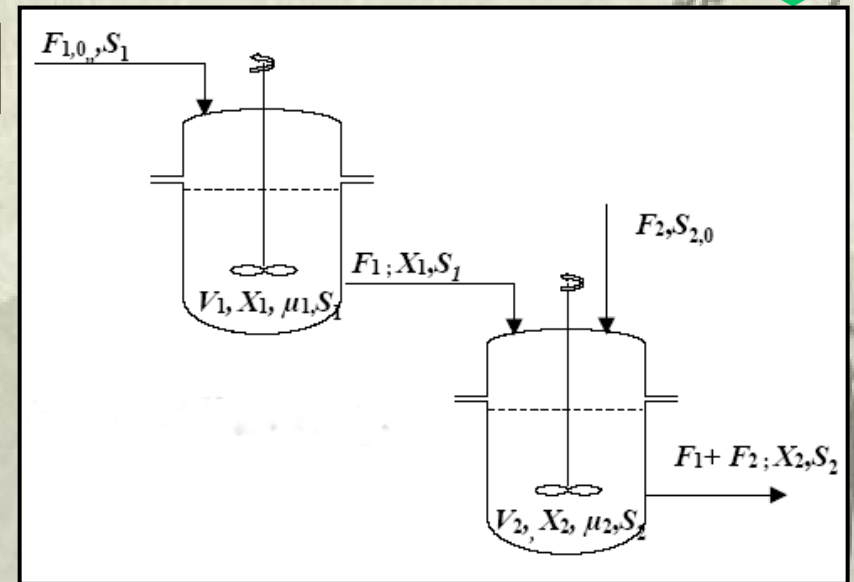 F1,0,,,S1
F1 ; X1,S1
V1, X1, μ1,S1
F2,S2,0
F1+ F2 ; X2,S2
V2, X2, μ2,S2